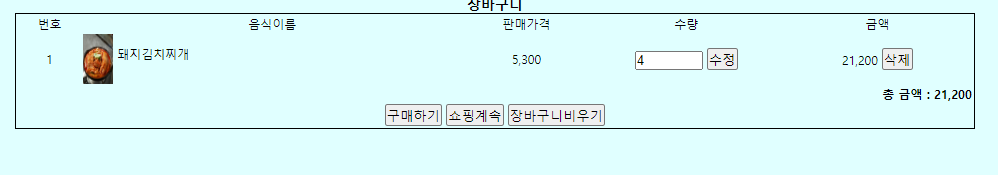 장바구니
번호 음식이름 판매가격 수량 금액
1 돼지김치찌개 5,300 4 수정 21,200 삭제
총 금액 : 21,200
구매하기 쇼핑계속 장바구니비우기